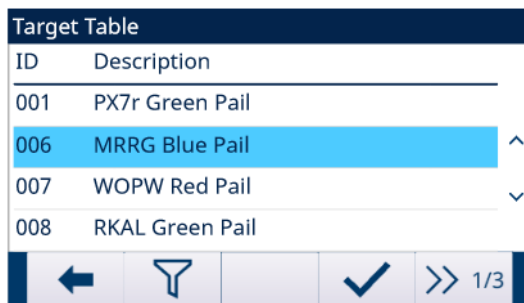 Target Table
ID Description
001 PX7r Green Pail
006 MRRG Blue Pail
007 WOPW Red Pail
008 RKAL Green Pail
1/3